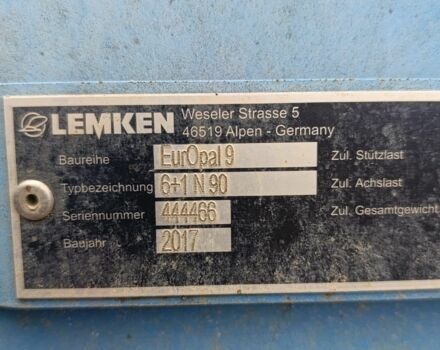 LEMKEN Weseler Strasse 5
46519 Alpen - Germany
Baureihe EurOpal 9 Zul. Stützlast
Typbezeichnung 6+1 N 90 Zul. Achslast
Seriennummer 444466 Zul. Gesamtgewicht
Baujahr 2017